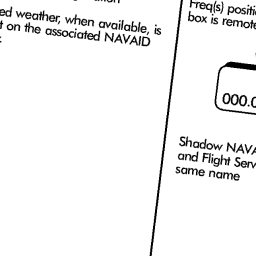 ed weather, when available, is
t on the associated NAVAID
Freq(s) positi
box is remote
000.0
Shadow NAVA
and Flight Serv
same name